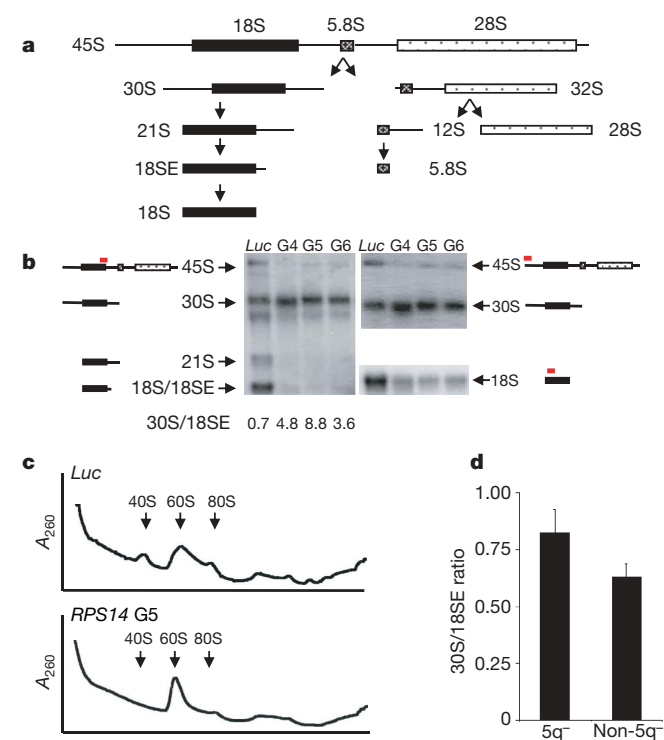 a
18S 5.8S 28S
45S
30S 32S
21S 12S 28S
18SE 5.8S
18S
b
Luc G4 G5 G6 Luc G4 G5 G6
45S 45S
30S 30S
21S
18S/18SE 18S
30S/18SE 0.7 4.8 8.8 3.6
c
Luc
40S 60S 80S
A260
RPS14 G5
40S 60S 80S
A260
d
1.00
0.75
0.50
0.25
0
30S/18SE ratio
5q– Non-5q–